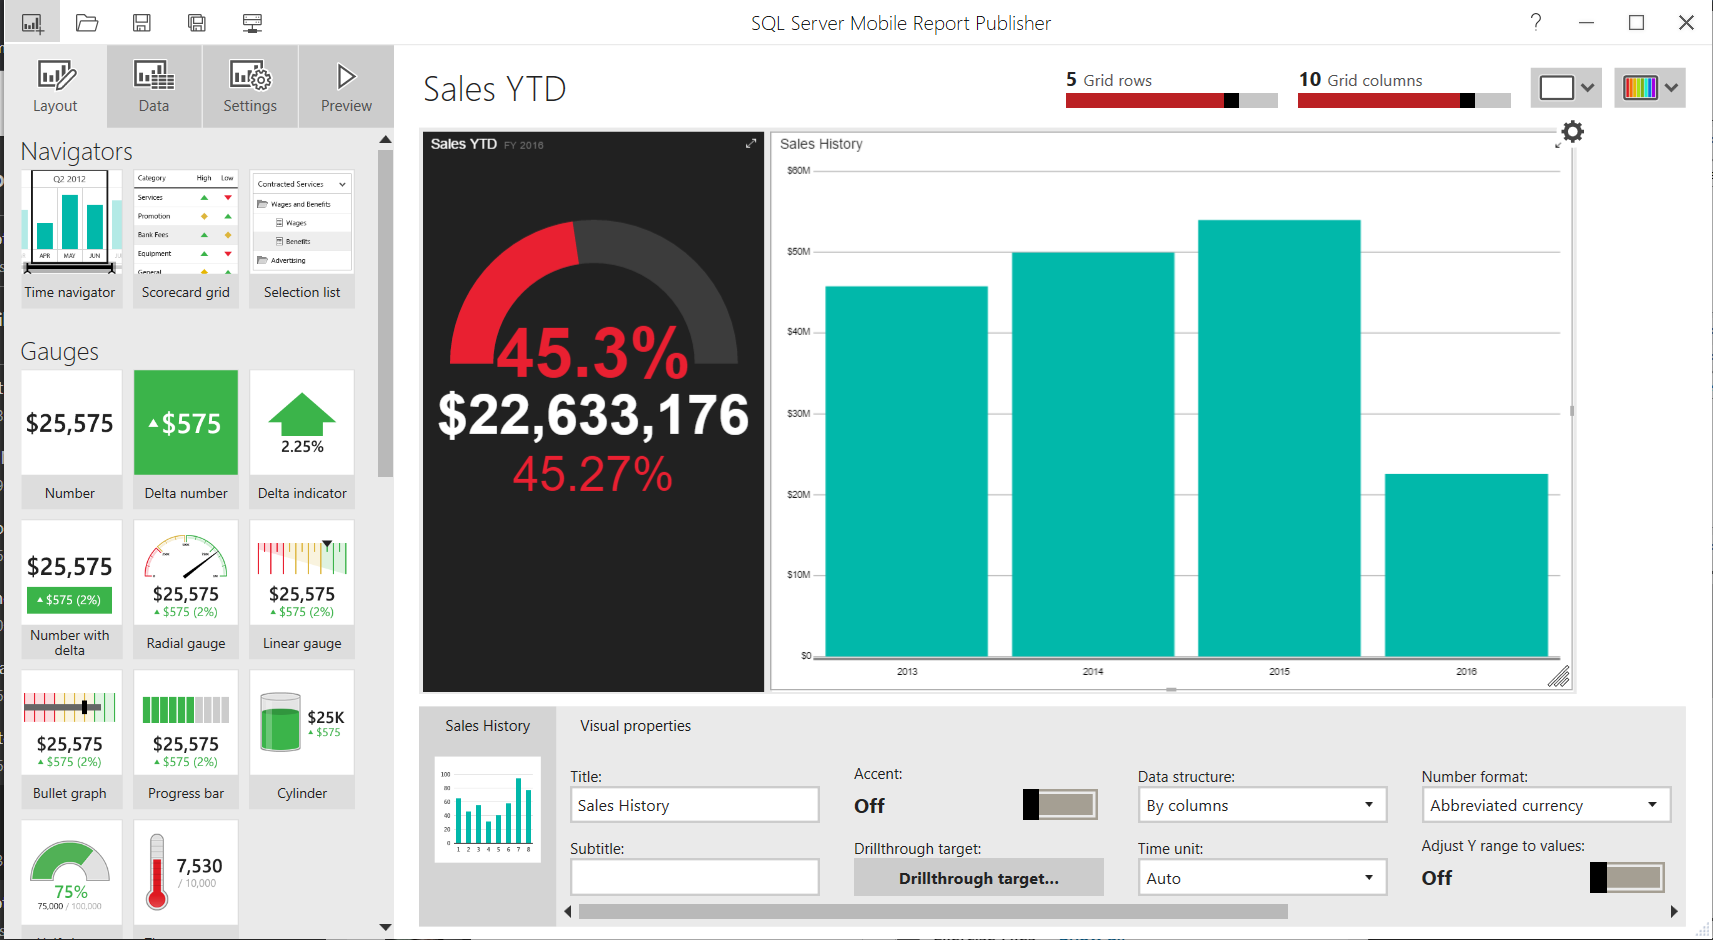 SQL Server Mobile Report Publisher
?
Layout
Data
Settings
Preview
Sales YTD
5 Grid rows
10 Grid columns
Navigators
Q2 2012
APR MAY JUN
Time navigator
Category High Low
Services
Promotion
Bank Fees
Equipment
General
Scorecard grid
Contracted Services
Wages and Benefits
Wages
Benefits
Advertising
Selection list
Gauges
$25,575
Number
$575
Delta number
2.25%
Delta indicator
$25,575
$575 (2%)
Number with
delta
$25,575
$575 (2%)
Radial gauge
$25,575
$575 (2%)
Linear gauge
$25,575
$575 (2%)
Bullet graph
$25,575
$575 (2%)
Progress bar
$25K
$575
Cylinder
75%
75,000 / 100,000
7,530
/ 10,000
Sales YTD FY 2016
45.3%
$22,633,176
45.27%
Sales History
$60M
$50M
$40M
$30M
$20M
$10M
$0
2013 2014 2015 2016
Sales History
100
80
60
40
20
0
1 2 3 4 5 6 7 8
Visual properties
Title:
Sales History
Subtitle:
Accent:
Off
Drillthrough target:
Drillthrough target...
Data structure:
By columns
Time unit:
Auto
Number format:
Abbreviated currency
Adjust Y range to values:
Off